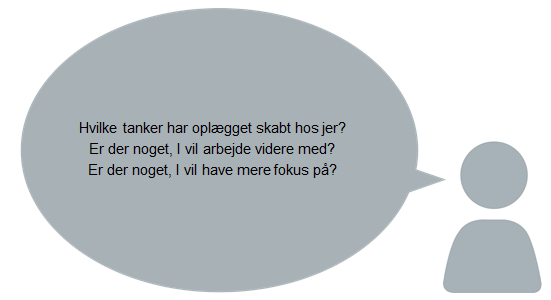 Hvilke tanker har oplægget skabt hos jer?
Er der noget, I vil arbejde videre med?
Er der noget, I vil have mere fokus på?